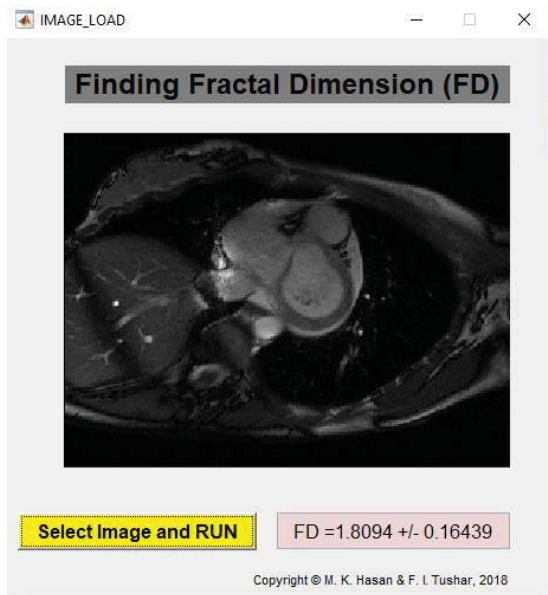 IMAGE_LOAD
Finding Fractal Dimension (FD)
Select Image and RUN
FD =1.8094 +/- 0.16439
Copyright © M. K. Hasan & F. I. Tushar, 2018